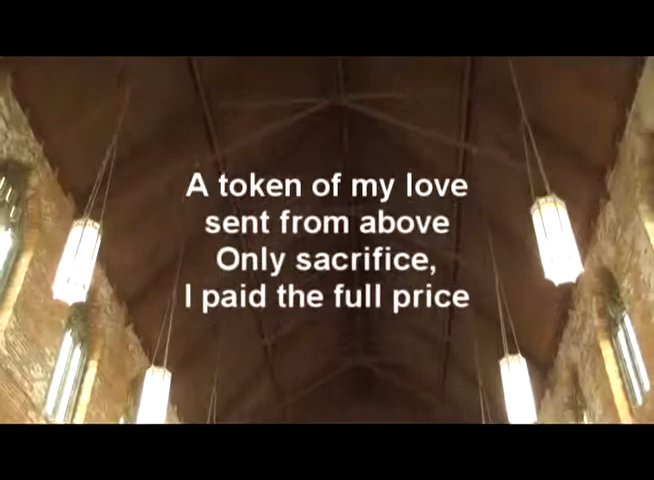 A token of my love
sent from above
Only sacrifice,
I paid the full price